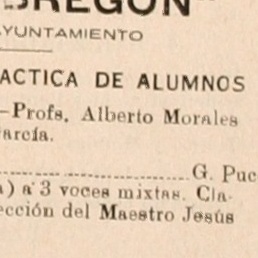 BREGON"
AYUNTAMIENTO
ACTICA DE ALUMNOS
—Profs. Alberto Morales
arcía.
G. Puc
a) a 3 voces mixtas. Cla-
ección del Maestro Jesús